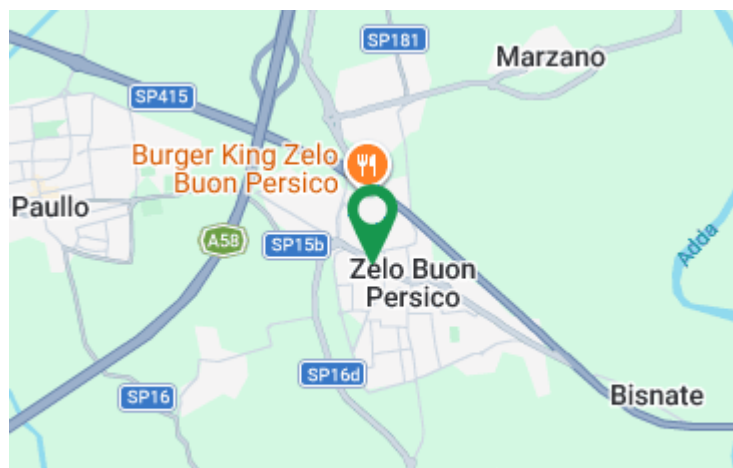 SP181
Marzano
SP415
Burger King Zelo
Buon Persico
Paullo
A58
SP15b
Adda
Zelo Buon
Persico
SP16d
SP16
Bisnate